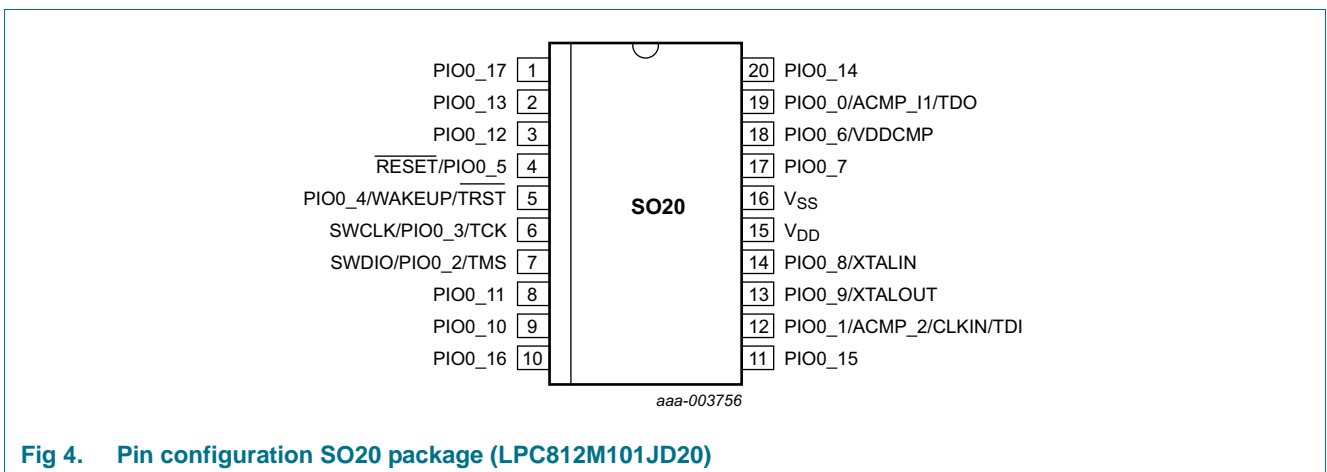 PIO0_17 1
PIO0_13 2
PIO0_12 3
RESET/PIO0_5 4
PIO0_4/WAKEUP/TRST 5
SWCLK/PIO0_3/TCK 6
SWDIO/PIO0_2/TMS 7
PIO0_11 8
PIO0_10 9
PIO0_16 10
SO20
20 PIO0_14
19 PIO0_0/ACMP_I1/TDO
18 PIO0_6/VDDCMP
17 PIO0_7
16 VSS
15 VDD
14 PIO0_8/XTALIN
13 PIO0_9/XTALOUT
12 PIO0_1/ACMP_2/CLKIN/TDI
11 PIO0_15
aaa-003756
Fig 4. Pin configuration SO20 package (LPC812M101JD20)